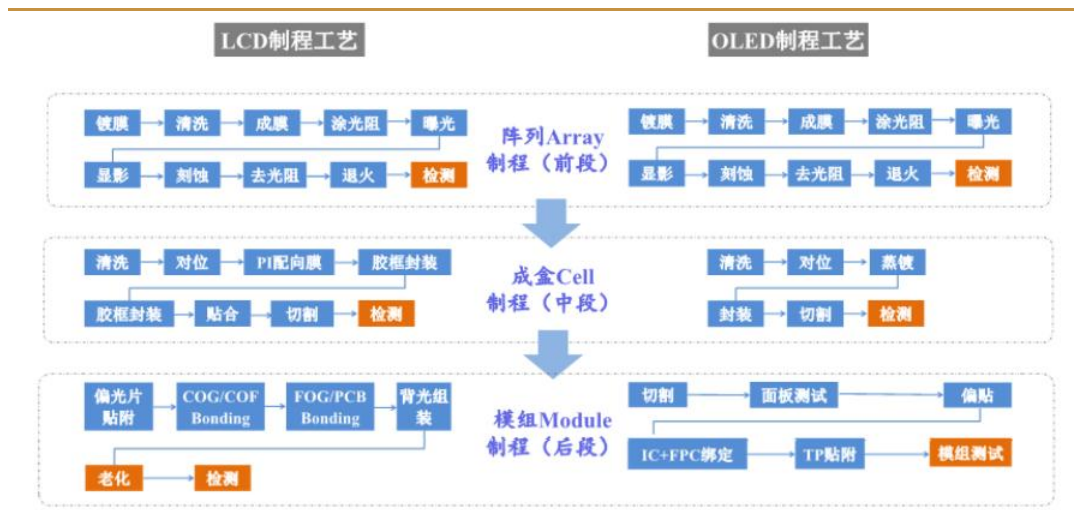 LCD制程工艺
OLED制程工艺
镀膜 清洗 成膜 涂光阻 曝光
显影 刻蚀 去光阻 退火 检测
阵列Array
制程（前段）
镀膜 清洗 成膜 涂光阻 曝光
显影 刻蚀 去光阻 退火 检测
清洗 对位 PI配向膜 胶框封装
胶框封装 贴合 切割 检测
成盒Cell
制程（中段）
清洗 对位 蒸镀
封装 切割 检测
偏光片
贴附
COG/COF
Bonding
FOG/PCB
Bonding
背光组
装
老化 检测
模组Module
制程（后段）
切割 面板测试 偏贴
IC+FPC绑定 TP贴附 模组测试